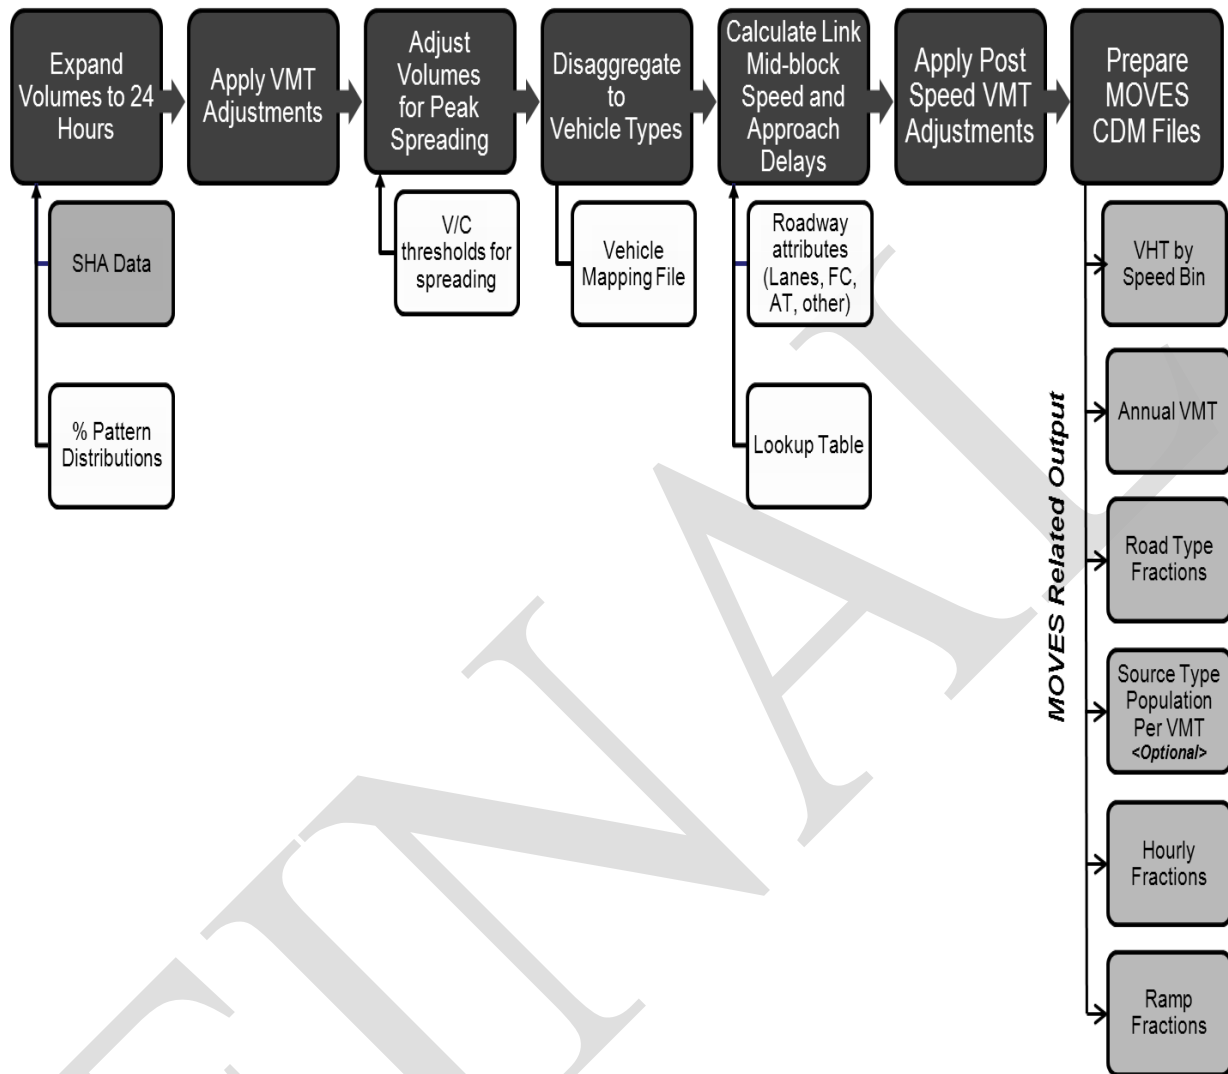 Expand
Volumes to 24
Hours
Apply VMT
Adjustments
Adjust
Volumes
for Peak
Spreading
Disaggregate
to
Vehicle Types
Calculate Link
Mid-block
Speed and
Approach
Delays
Apply Post
Speed VMT
Adjustments
Prepare
MOVES
CDM Files
SHA Data
% Pattern
Distributions
V/C
thresholds for
spreading
Vehicle
Mapping File
Roadway
attributes
(Lanes, FC,
AT, other)
Lookup Table
MOVES Related Output
VHT by
Speed Bin
Annual VMT
Road Type
Fractions
Source Type
Population
Per VMT
<Optional>
Hourly
Fractions
Ramp
Fractions
FINAL